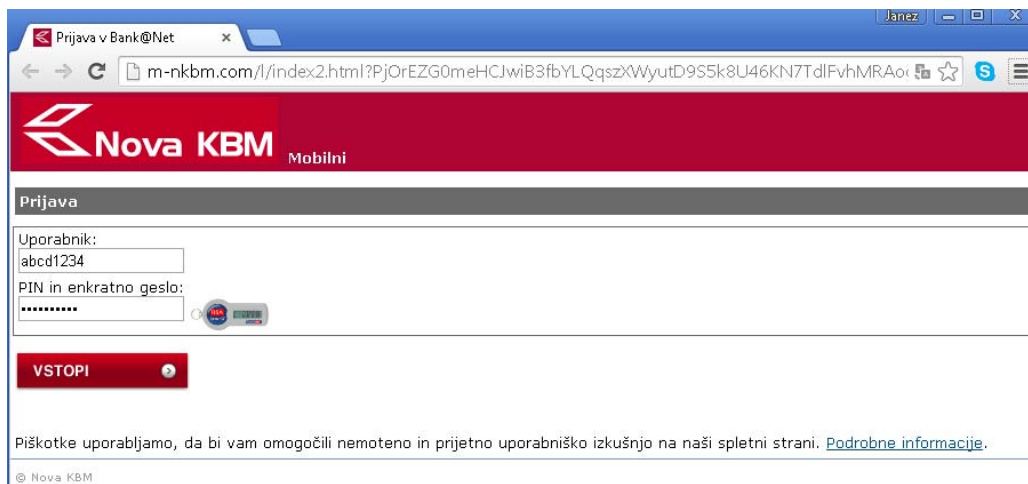 Janez
Prijava v Bank@Net
m-nkbm.com/l/index2.html?PjOrEZG0meHCJwiB3fbYLQqszXWyutD9S5k8U46KN7TdlFvhMRAo
Nova KBM Mobilni
Prijava
Uporabnik:
abcd1234
PIN in enkratno geslo:
••••••••••
VSTOPI
Piškotke uporabljamo, da bi vam omogočili nemoteno in prijetno uporabniško izkušnjo na naši spletni strani. Podrobne informacije.
© Nova KBM